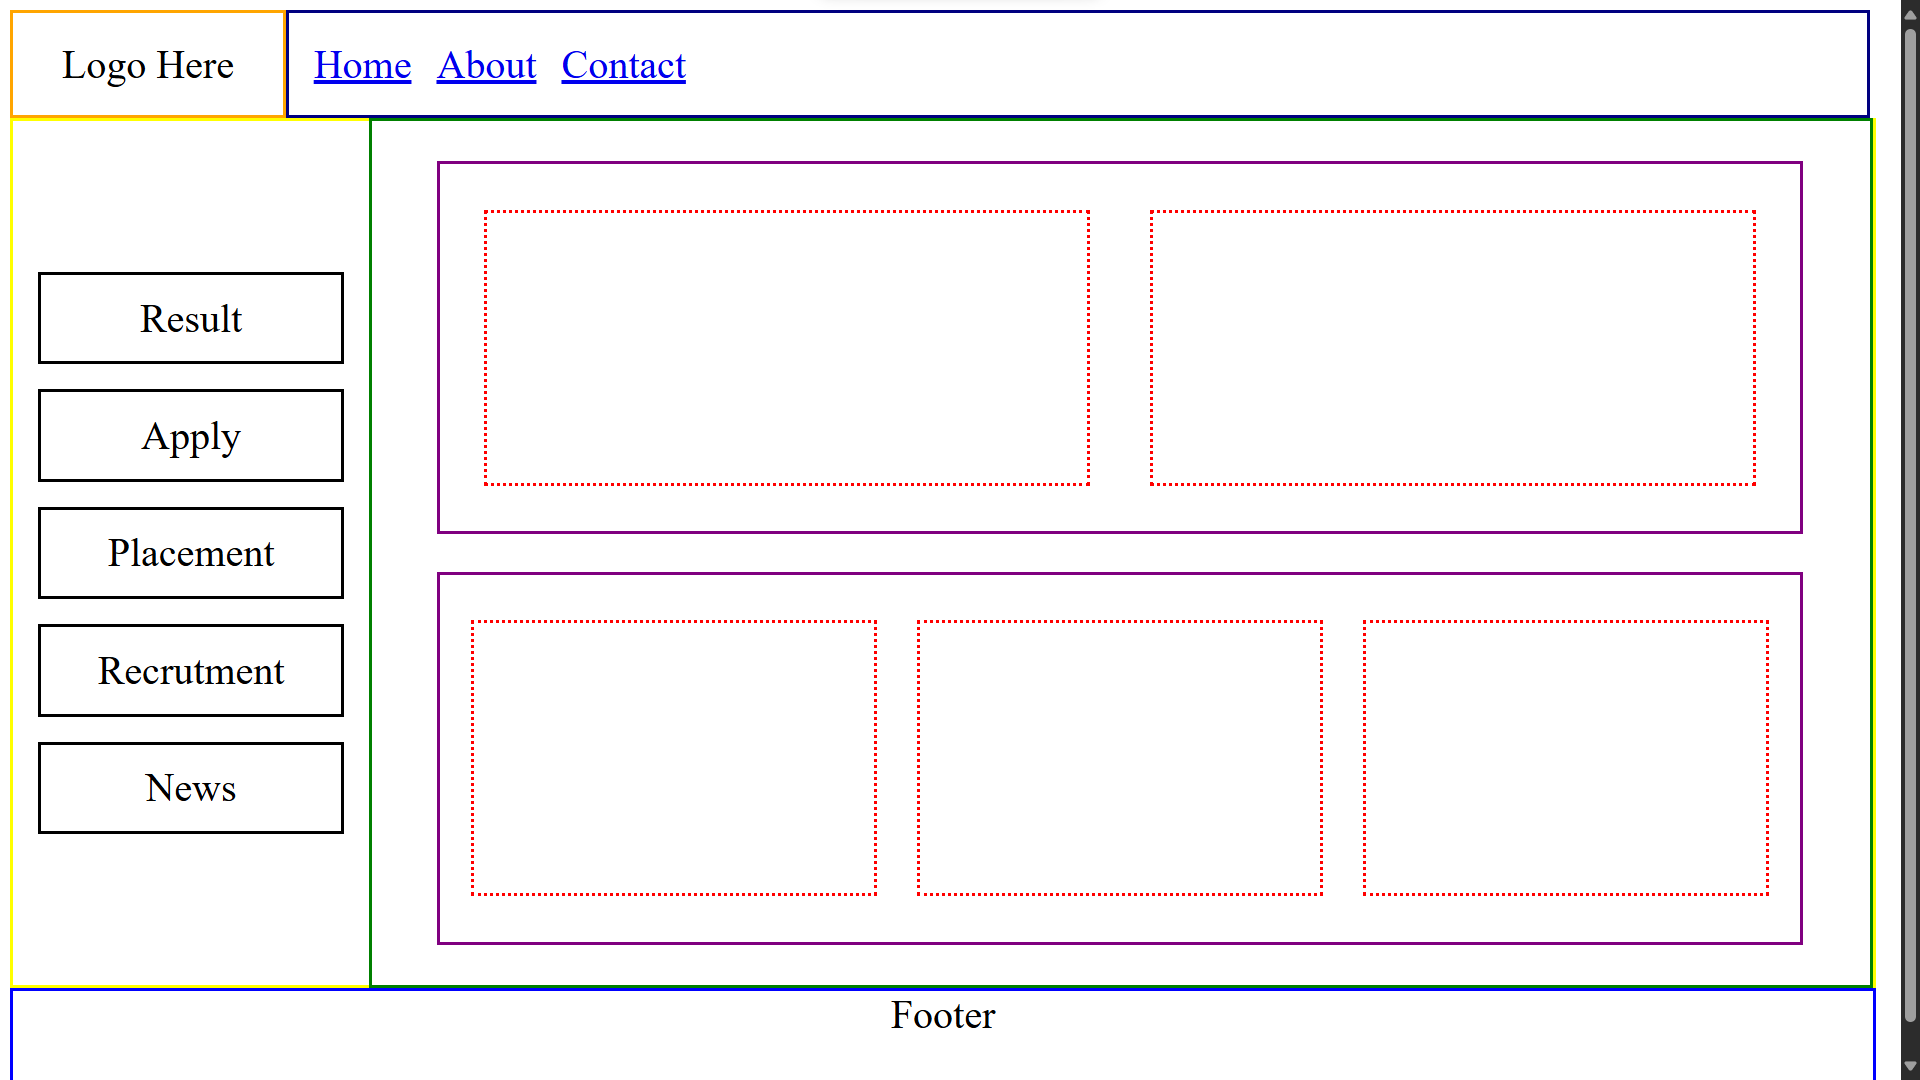 Logo Here
Home About Contact
Result
Apply
Placement
Recrutment
News
Footer